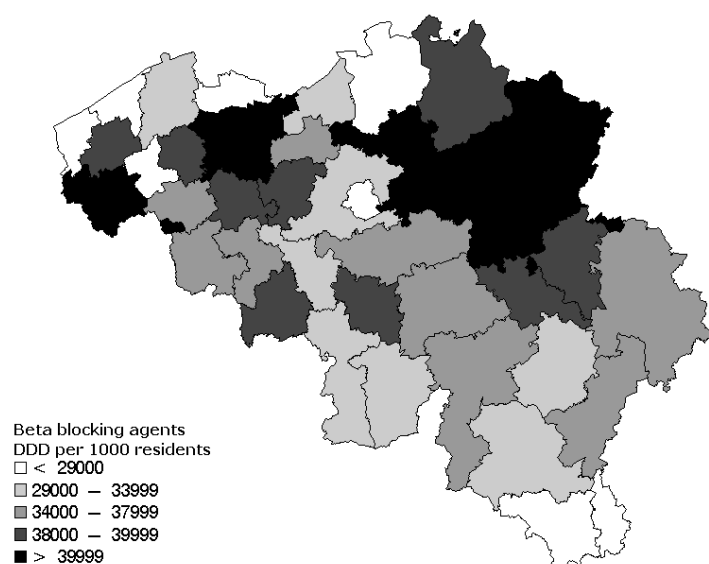 Beta blocking agents
DDD per 1000 residents
< 29000
29000 – 33999
34000 – 37999
38000 – 39999
> 39999